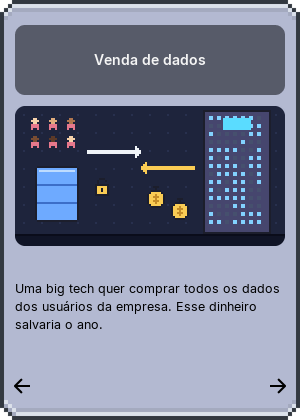 Venda de dados
Uma big tech quer comprar todos os dados
dos usuários da empresa. Esse dinheiro
salvaria o ano.